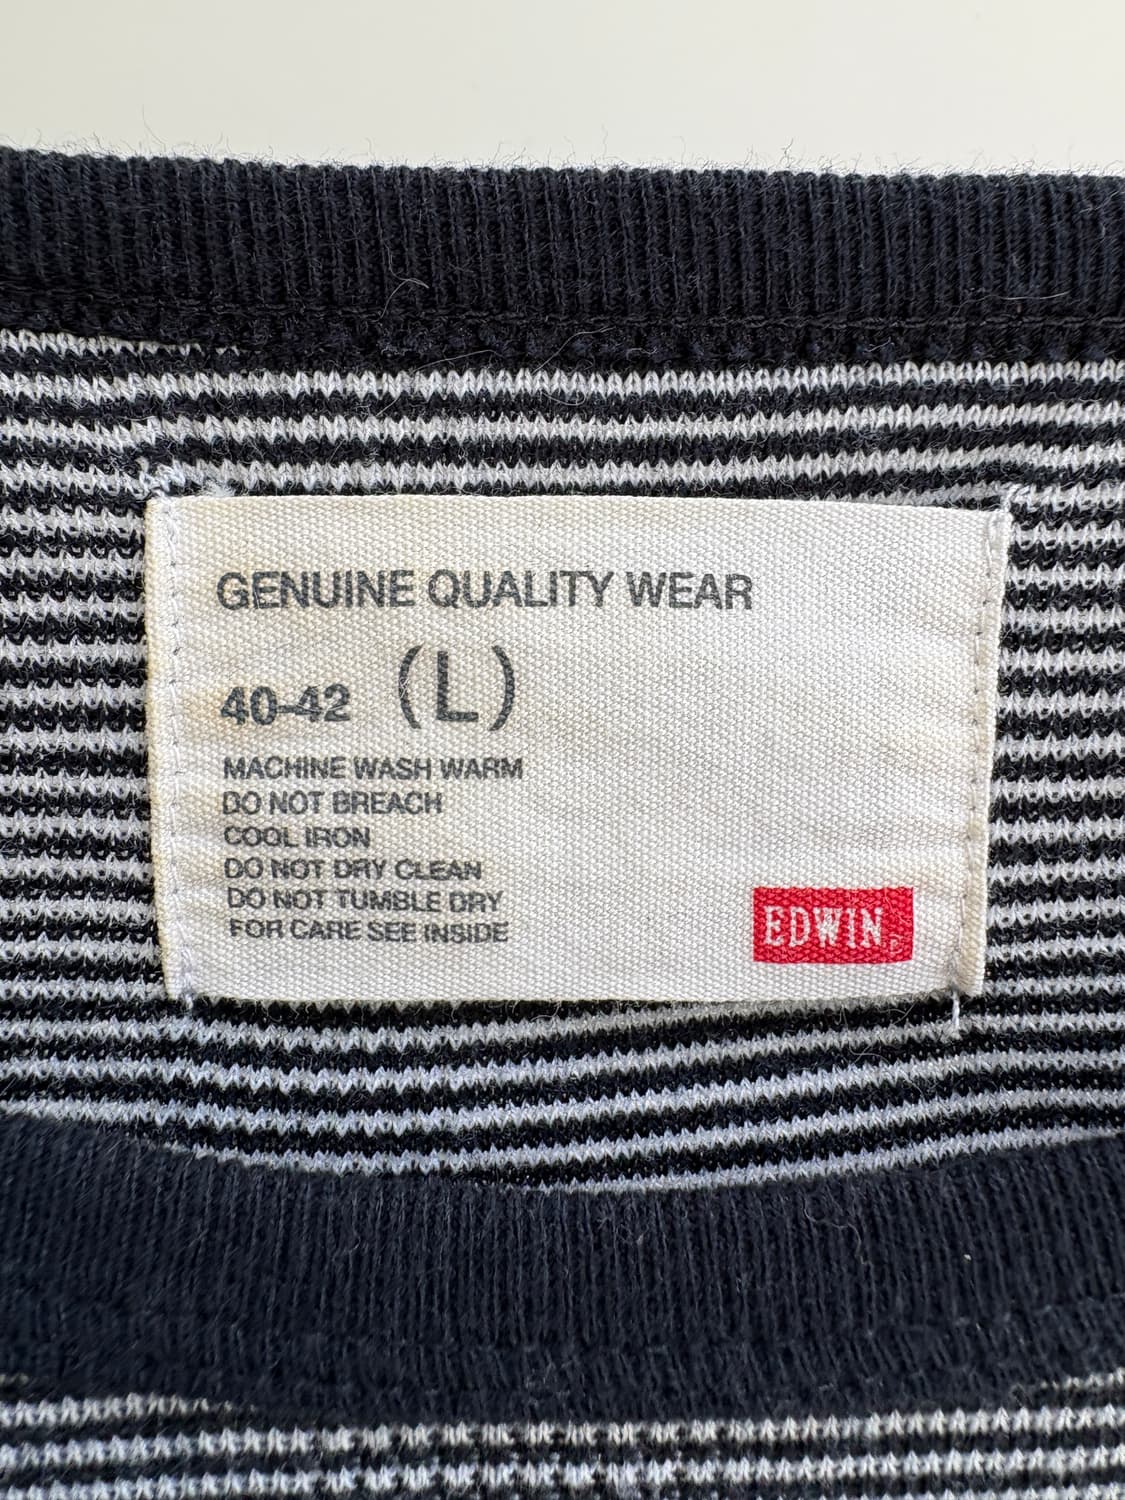 GENUINE QUALITY WEAR
40-42 (L)
MACHINE WASH WARM
DO NOT BREACH
COOL IRON
DO NOT DRY CLEAN
DO NOT TUMBLE DRY
FOR CARE SEE INSIDE
EDWIN